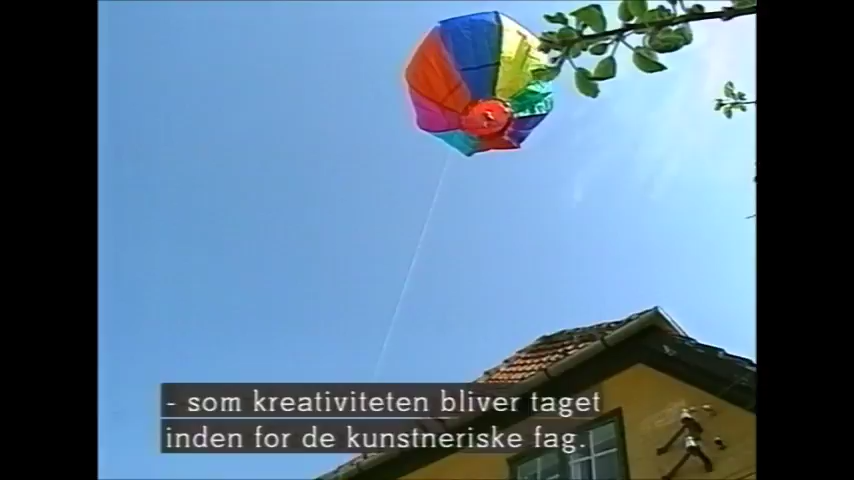 - som kreativiteten bliver taget
inden for de kunstneriske fag.